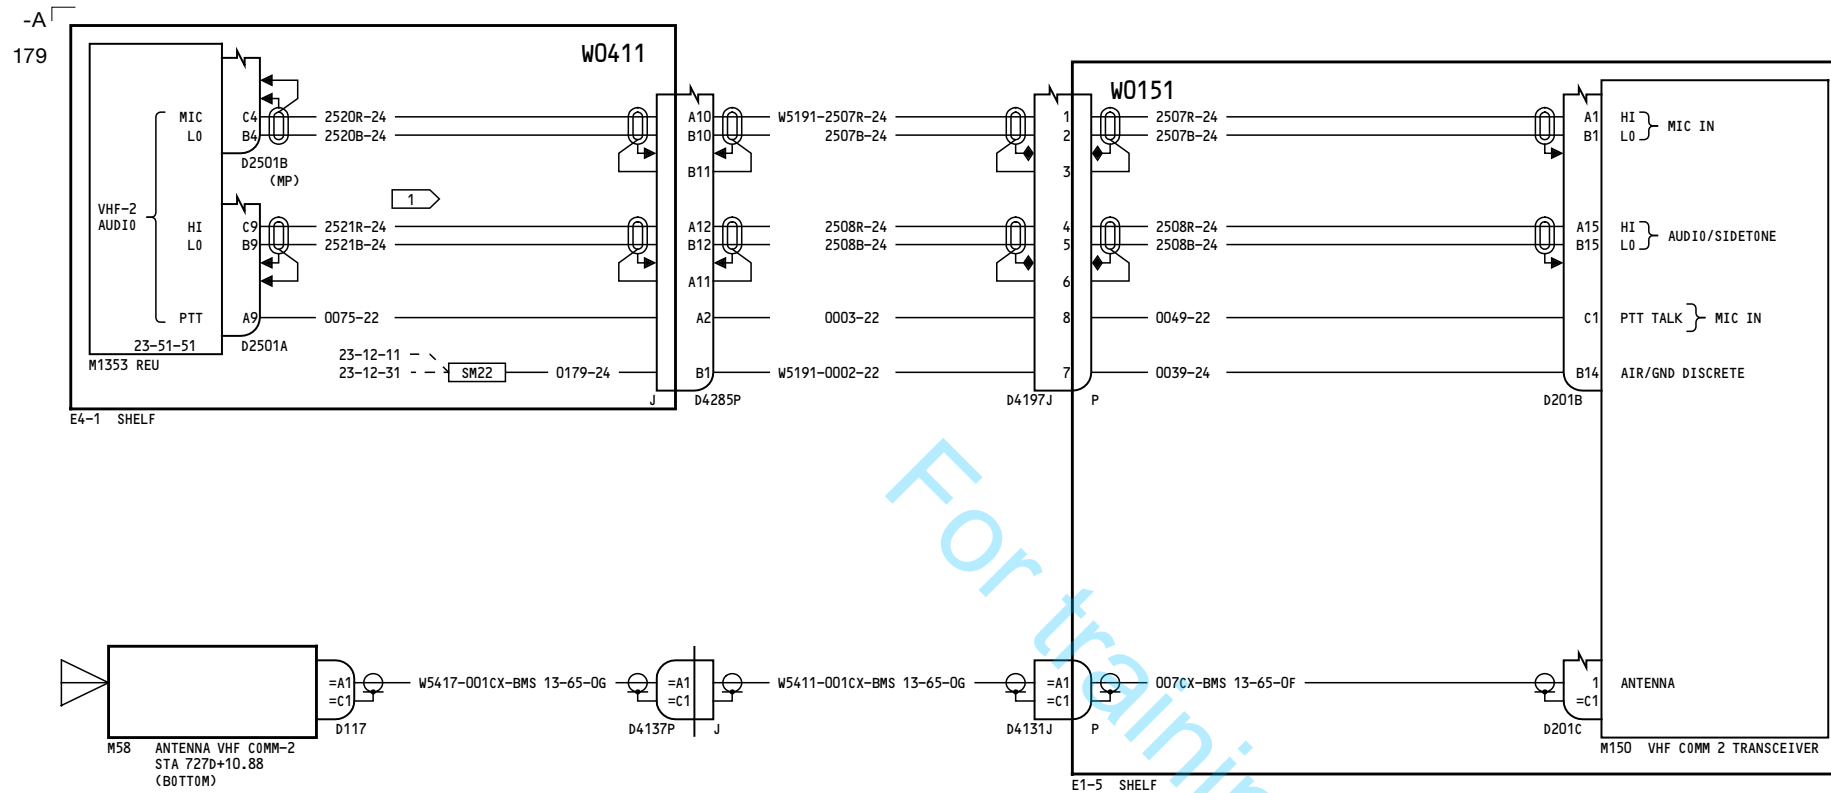 -A
179
W0411
W0151
MIC C4 2520R-24 A10 W5191-2507R-24 1 2507R-24 A1 HI
L0 B4 2520B-24 B10 2507B-24 2 2507B-24 B1 L0
MIC IN
D2501B
(MP)
B11 3
1
VHF-2
AUDIO
HI C9 2521R-24 A12 2508R-24 4 2508R-24 A15 HI
L0 B9 2521B-24 B12 2508B-24 5 2508B-24 B15 L0
AUDIO/SIDETONE
A11 6
PTT A9 0075-22 A2 0003-22 8 0049-22 C1 PTT TALK MIC IN
23-51-51 D2501A
M1353 REU
23-12-11
23-12-31 SM22 0179-24 B1 W5191-0002-22 7 0039-24 B14 AIR/GND DISCRETE
J D4285P D4197J P D201B
E4-1 SHELF
=A1 W5417-001CX-BMS 13-65-0G =A1 W5411-001CX-BMS 13-65-0G =A1 007CX-BMS 13-65-0F 1 ANTENNA
=C1 =C1 =C1 =C1
D117 D4137P J D4131J P D201C
M58 ANTENNA VHF COMM-2
STA 727D+10.88
(BOTTOM)
M150 VHF COMM 2 TRANSCEIVER
E1-5 SHELF
For trainin